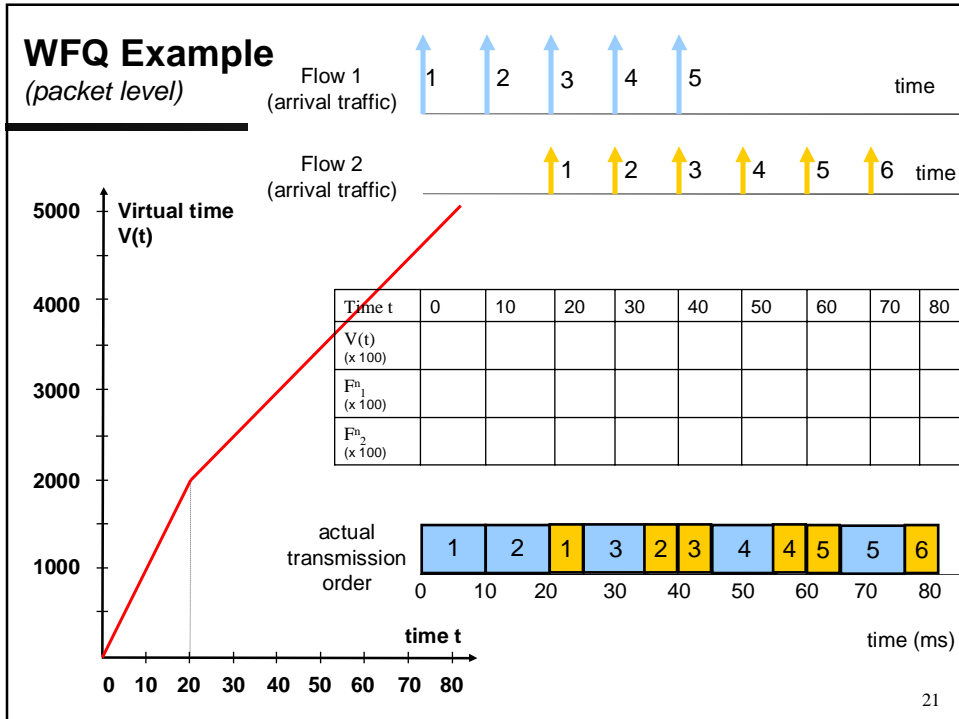 WFQ Example
(packet level)
Flow 1
(arrival traffic)
1 2 3 4 5
time
Flow 2
(arrival traffic)
1 2 3 4 5 6
time
Virtual time
V(t)
5000
4000
3000
2000
1000
0 10 20 30 40 50 60 70 80
time t
Time t 0 10 20 30 40 50 60 70 80
V(t)
(x 100)
Fn1
(x 100)
Fn2
(x 100)
actual
transmission
order
1 2 1 3 2 3 4 4 5 5 6
0 10 20 30 40 50 60 70 80
time (ms)
21